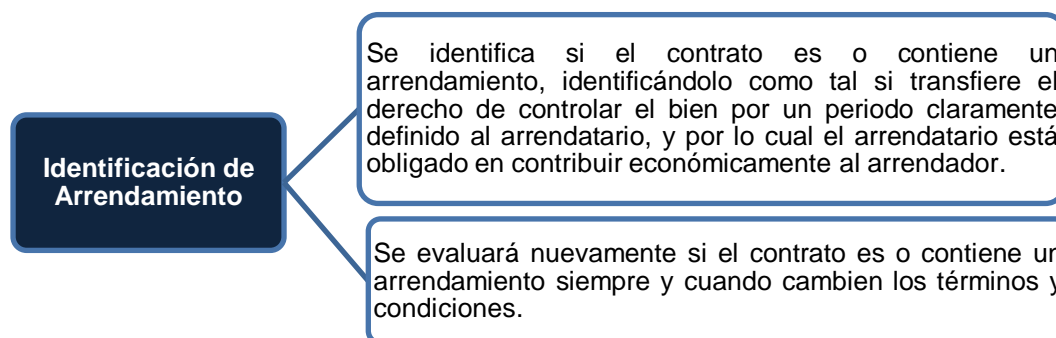 Identificación de
Arrendamiento
Se identifica si el contrato es o contiene un
arrendamiento, identificándolo como tal si transfiere el
derecho de controlar el bien por un periodo claramente
definido al arrendatario, y por lo cual el arrendatario está
obligado en contribuir económicamente al arrendador.
Se evaluará nuevamente si el contrato es o contiene un
arrendamiento siempre y cuando cambien los términos y
condiciones.